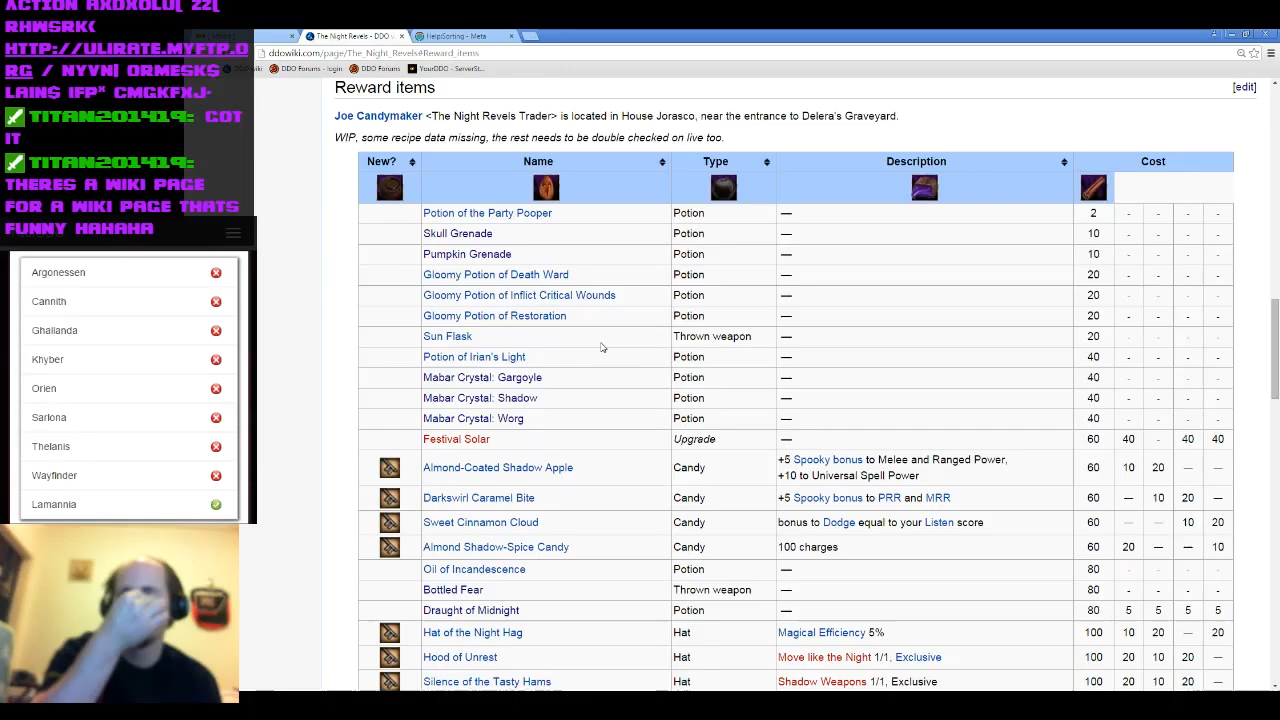 RHWSRK(
HTTP://ULIRATE.MYFTP.O
RG / NYVN| ORMESK$
LAIN$ IFP* CMGKFXJ-
TITAN201419: GOT
IT
TITAN201419:
THERES A WIKI PAGE
FOR A WIKI PAGE THATS
FUNNY HAHAHA
Argonessen
Cannith
Ghallanda
Khyber
Orien
Sarlona
Thelanis
Wayfinder
Lamannia
The Night Revels - DDO w
HelpSorting - Meta
ddowiki.com/page/The_Night_Revels#Reward_items
DDO Forums - login
DDO Forums
YourDDO - ServerSt...
Reward items
[edit]
Joe Candymaker <The Night Revels Trader> is located in House Jorasco, near the entrance to Delera's Graveyard.
WIP, some recipe data missing, the rest needs to be double checked on live too.
New? Name Type Description Cost
Potion of the Party Pooper Potion — 2 - - - -
Skull Grenade Potion — 10 - - - -
Pumpkin Grenade Potion — 10 - - - -
Gloomy Potion of Death Ward Potion — 20 - - - -
Gloomy Potion of Inflict Critical Wounds Potion — 20 - - - -
Gloomy Potion of Restoration Potion — 20 - - - -
Sun Flask Thrown weapon — 20 - - - -
Potion of Irian's Light Potion — 40 - - - -
Mabar Crystal: Gargoyle Potion — 40 - - - -
Mabar Crystal: Shadow Potion — 40 - - - -
Mabar Crystal: Worg Potion — 40 - - - -
Festival Solar Upgrade — 60 40 - 40 40
Almond-Coated Shadow Apple Candy +5 Spooky bonus to Melee and Ranged Power,
+10 to Universal Spell Power 60 10 20 — —
Darkswirl Caramel Bite Candy +5 Spooky bonus to PRR and MRR 60 — 10 20 —
Sweet Cinnamon Cloud Candy bonus to Dodge equal to your Listen score 60 — — 10 20
Almond Shadow-Spice Candy Candy 100 charges 60 20 — — 10
Oil of Incandescence Potion — 80 - - - -
Bottled Fear Thrown weapon — 80 - - - -
Draught of Midnight Potion — 80 5 5 5 5
Hat of the Night Hag Hat Magical Efficiency 5% 100 10 20 — 20
Hood of Unrest Hat Move like the Night 1/1, Exclusive 100 20 10 20 —
Silence of the Tasty Hams Hat Shadow Weapons 1/1, Exclusive 100 20 10 20 —